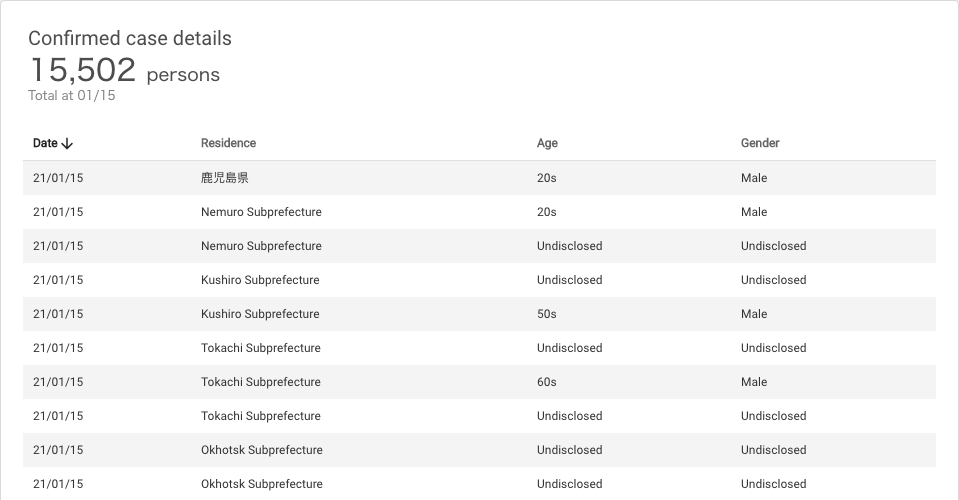 Confirmed case details
15,502 persons
Total at 01/15
Date Residence Age Gender
21/01/15 鹿児島県 20s Male
21/01/15 Nemuro Subprefecture 20s Male
21/01/15 Nemuro Subprefecture Undisclosed Undisclosed
21/01/15 Kushiro Subprefecture Undisclosed Undisclosed
21/01/15 Kushiro Subprefecture 50s Male
21/01/15 Tokachi Subprefecture Undisclosed Undisclosed
21/01/15 Tokachi Subprefecture 60s Male
21/01/15 Tokachi Subprefecture Undisclosed Undisclosed
21/01/15 Okhotsk Subprefecture Undisclosed Undisclosed
21/01/15 Okhotsk Subprefecture Undisclosed Undisclosed